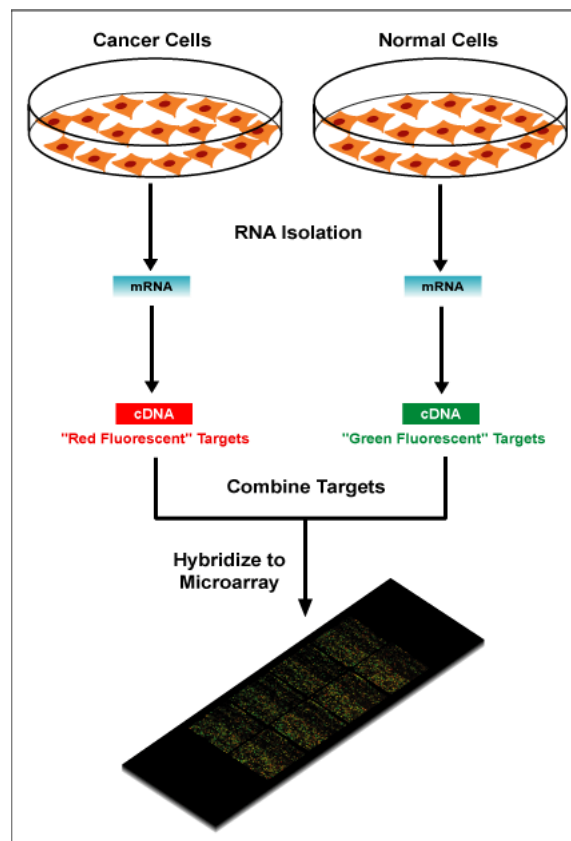 Cancer Cells
Normal Cells
RNA Isolation
mRNA
mRNA
cDNA
cDNA
"Red Fluorescent" Targets
"Green Fluorescent" Targets
Combine Targets
Hybridize to
Microarray